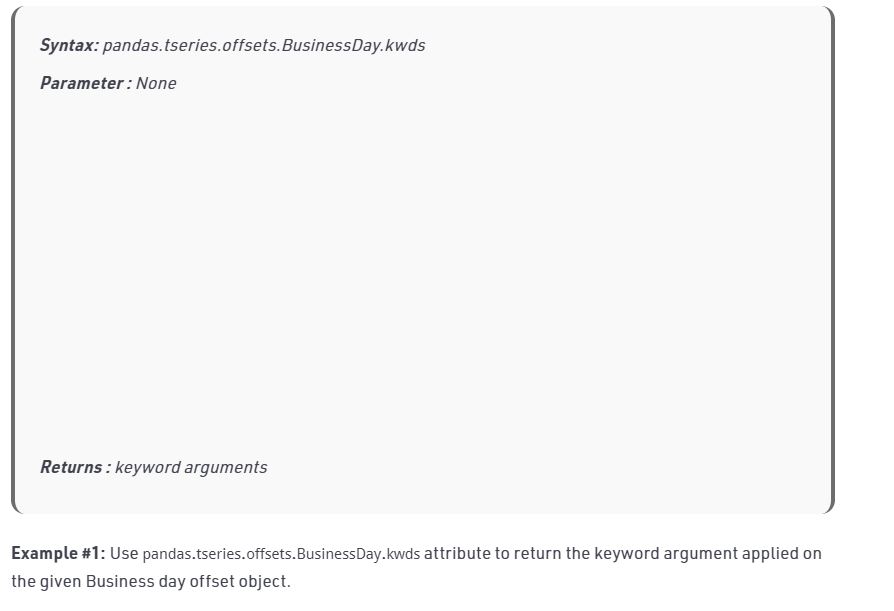 Syntax: pandas.tseries.offsets.BusinessDay.kwds
Parameter : None
Returns : keyword arguments
Example #1: Use pandas.tseries.offsets.BusinessDay.kwds attribute to return the keyword argument applied on
the given Business day offset object.